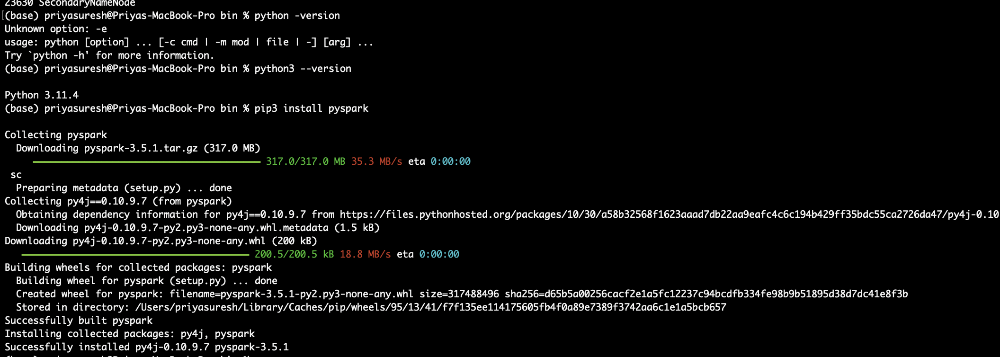 23630 SecondaryNameNode
[(base) priyasuresh@Priyas-MacBook-Pro bin % python -version
Unknown option: -e
usage: python [option] ... [-c cmd | -m mod | file | -] [arg] ...
Try `python -h' for more information.
(base) priyasuresh@Priyas-MacBook-Pro bin % python3 --version
Python 3.11.4
(base) priyasuresh@Priyas-MacBook-Pro bin % pip3 install pyspark
Collecting pyspark
Downloading pyspark-3.5.1.tar.gz (317.0 MB)
317.0/317.0 MB 35.3 MB/s eta 0:00:00
sc
Preparing metadata (setup.py) ... done
Collecting py4j==0.10.9.7 (from pyspark)
Obtaining dependency information for py4j==0.10.9.7 from https://files.pythonhosted.org/packages/10/30/a58b32568f1623aaad7db22aa9eafc4c6c194b429ff35bdc55ca2726da47/py4j-0.10
Downloading py4j-0.10.9.7-py2.py3-none-any.whl.metadata (1.5 kB)
Downloading py4j-0.10.9.7-py2.py3-none-any.whl (200 kB)
200.5/200.5 kB 18.8 MB/s eta 0:00:00
Building wheels for collected packages: pyspark
Building wheel for pyspark (setup.py) ... done
Created wheel for pyspark: filename=pyspark-3.5.1-py2.py3-none-any.whl size=317488496 sha256=d65b5a00256cacf2e1a5fc12237c94bcdfb334fe98b9b51895d38d7dc41e8f3b
Stored in directory: /Users/priyasuresh/Library/Caches/pip/wheels/95/13/41/f7f135ee114175605fb4f0a89e7389f3742aa6c1e1a5bcb657
Successfully built pyspark
Installing collected packages: py4j, pyspark
Successfully installed py4j-0.10.9.7 pyspark-3.5.1